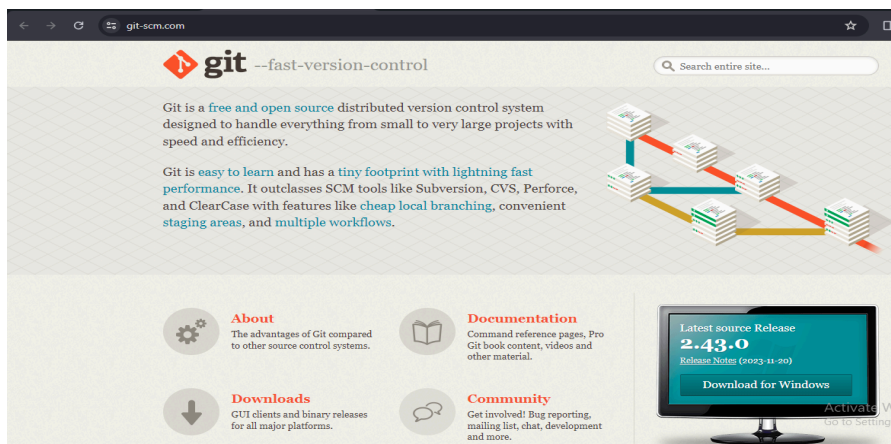 git-scm.com
git --fast-version-control
Search entire site...
Git is a free and open source distributed version control system
designed to handle everything from small to very large projects with
speed and efficiency.
Git is easy to learn and has a tiny footprint with lightning fast
performance. It outclasses SCM tools like Subversion, CVS, Perforce,
and ClearCase with features like cheap local branching, convenient
staging areas, and multiple workflows.
About
The advantages of Git compared
to other source control systems.
Documentation
Command reference pages, Pro
Git book content, videos and
other material.
Downloads
GUI clients and binary releases
for all major platforms.
Community
Get involved! Bug reporting,
mailing list, chat, development
and more.
Latest source Release
2.43.0
Release Notes (2023-11-20)
Download for Windows
Activate W
Go to Setting